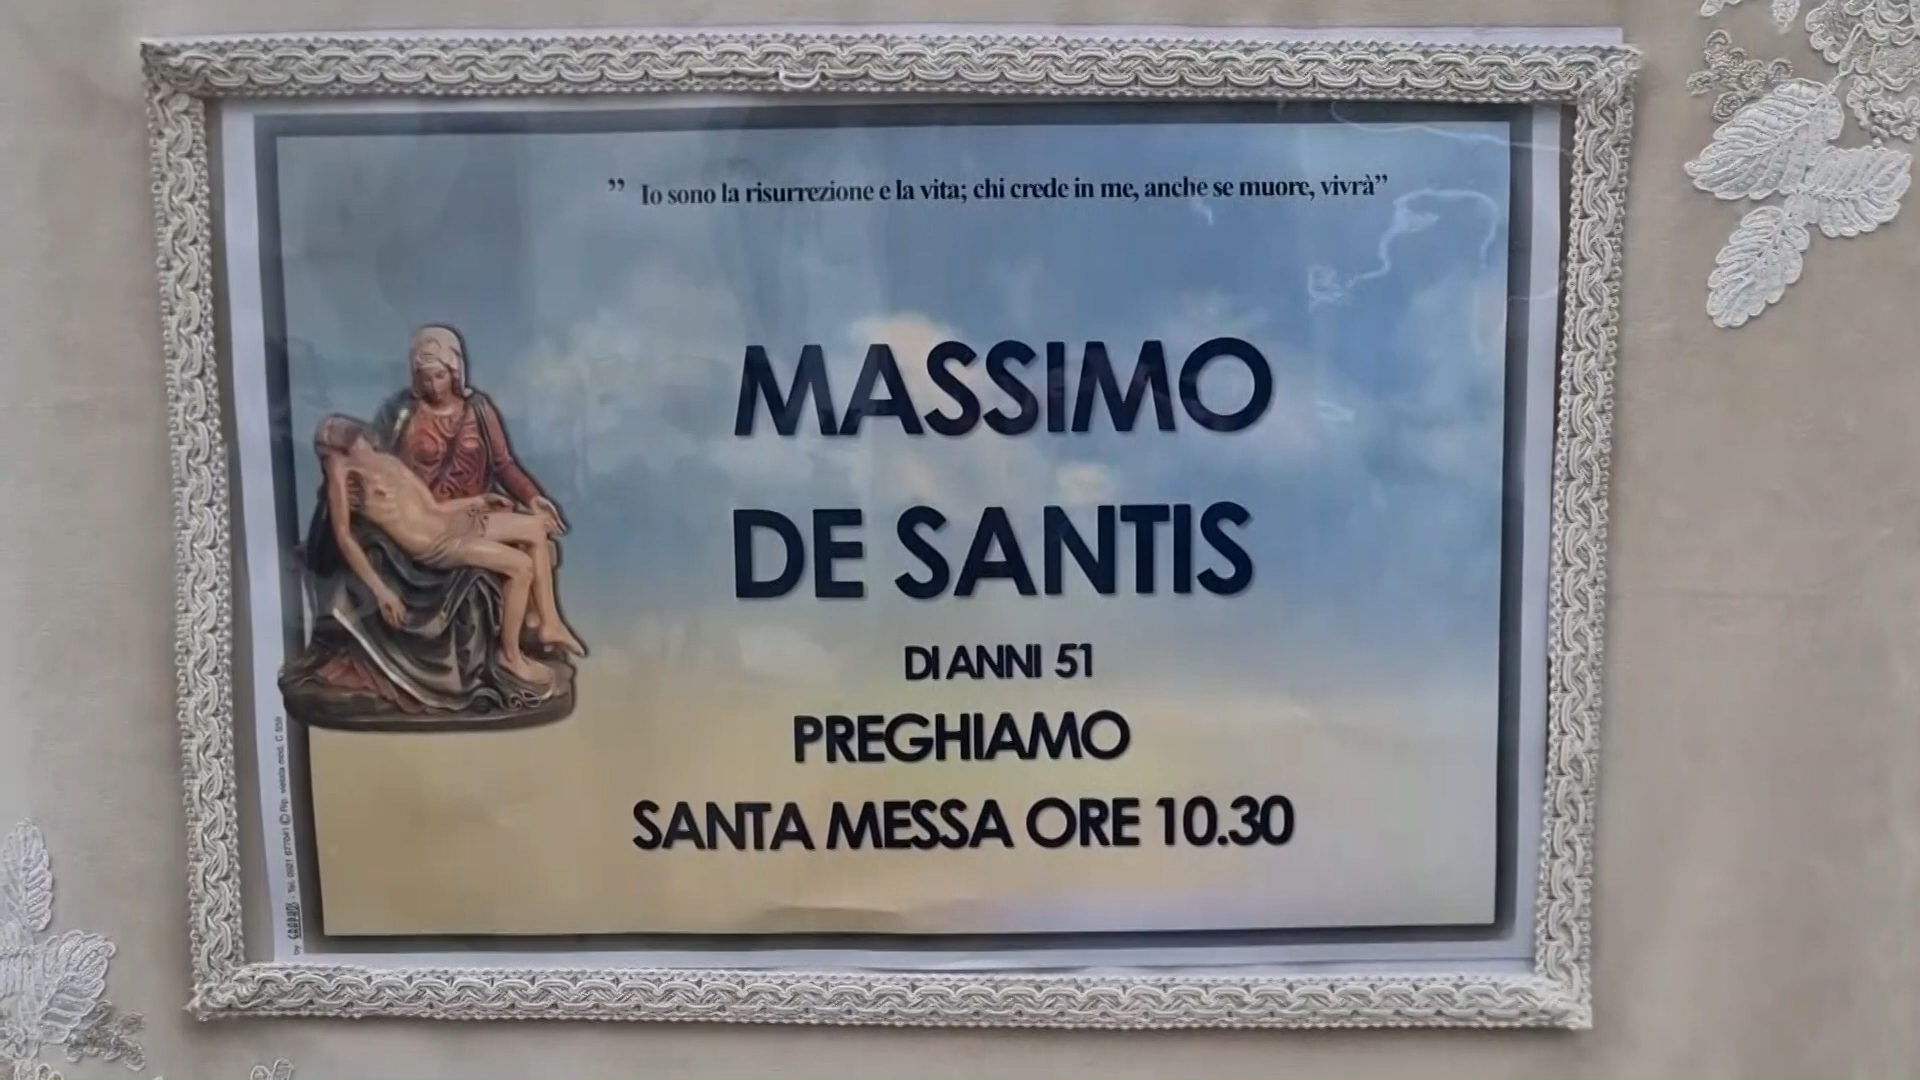 ” Io sono la risurrezione e la vita; chi crede in me, anche se muore, vivrà”
MASSIMO
DE SANTIS
DI ANNI 51
PREGHIAMO
SANTA MESSA ORE 10.30